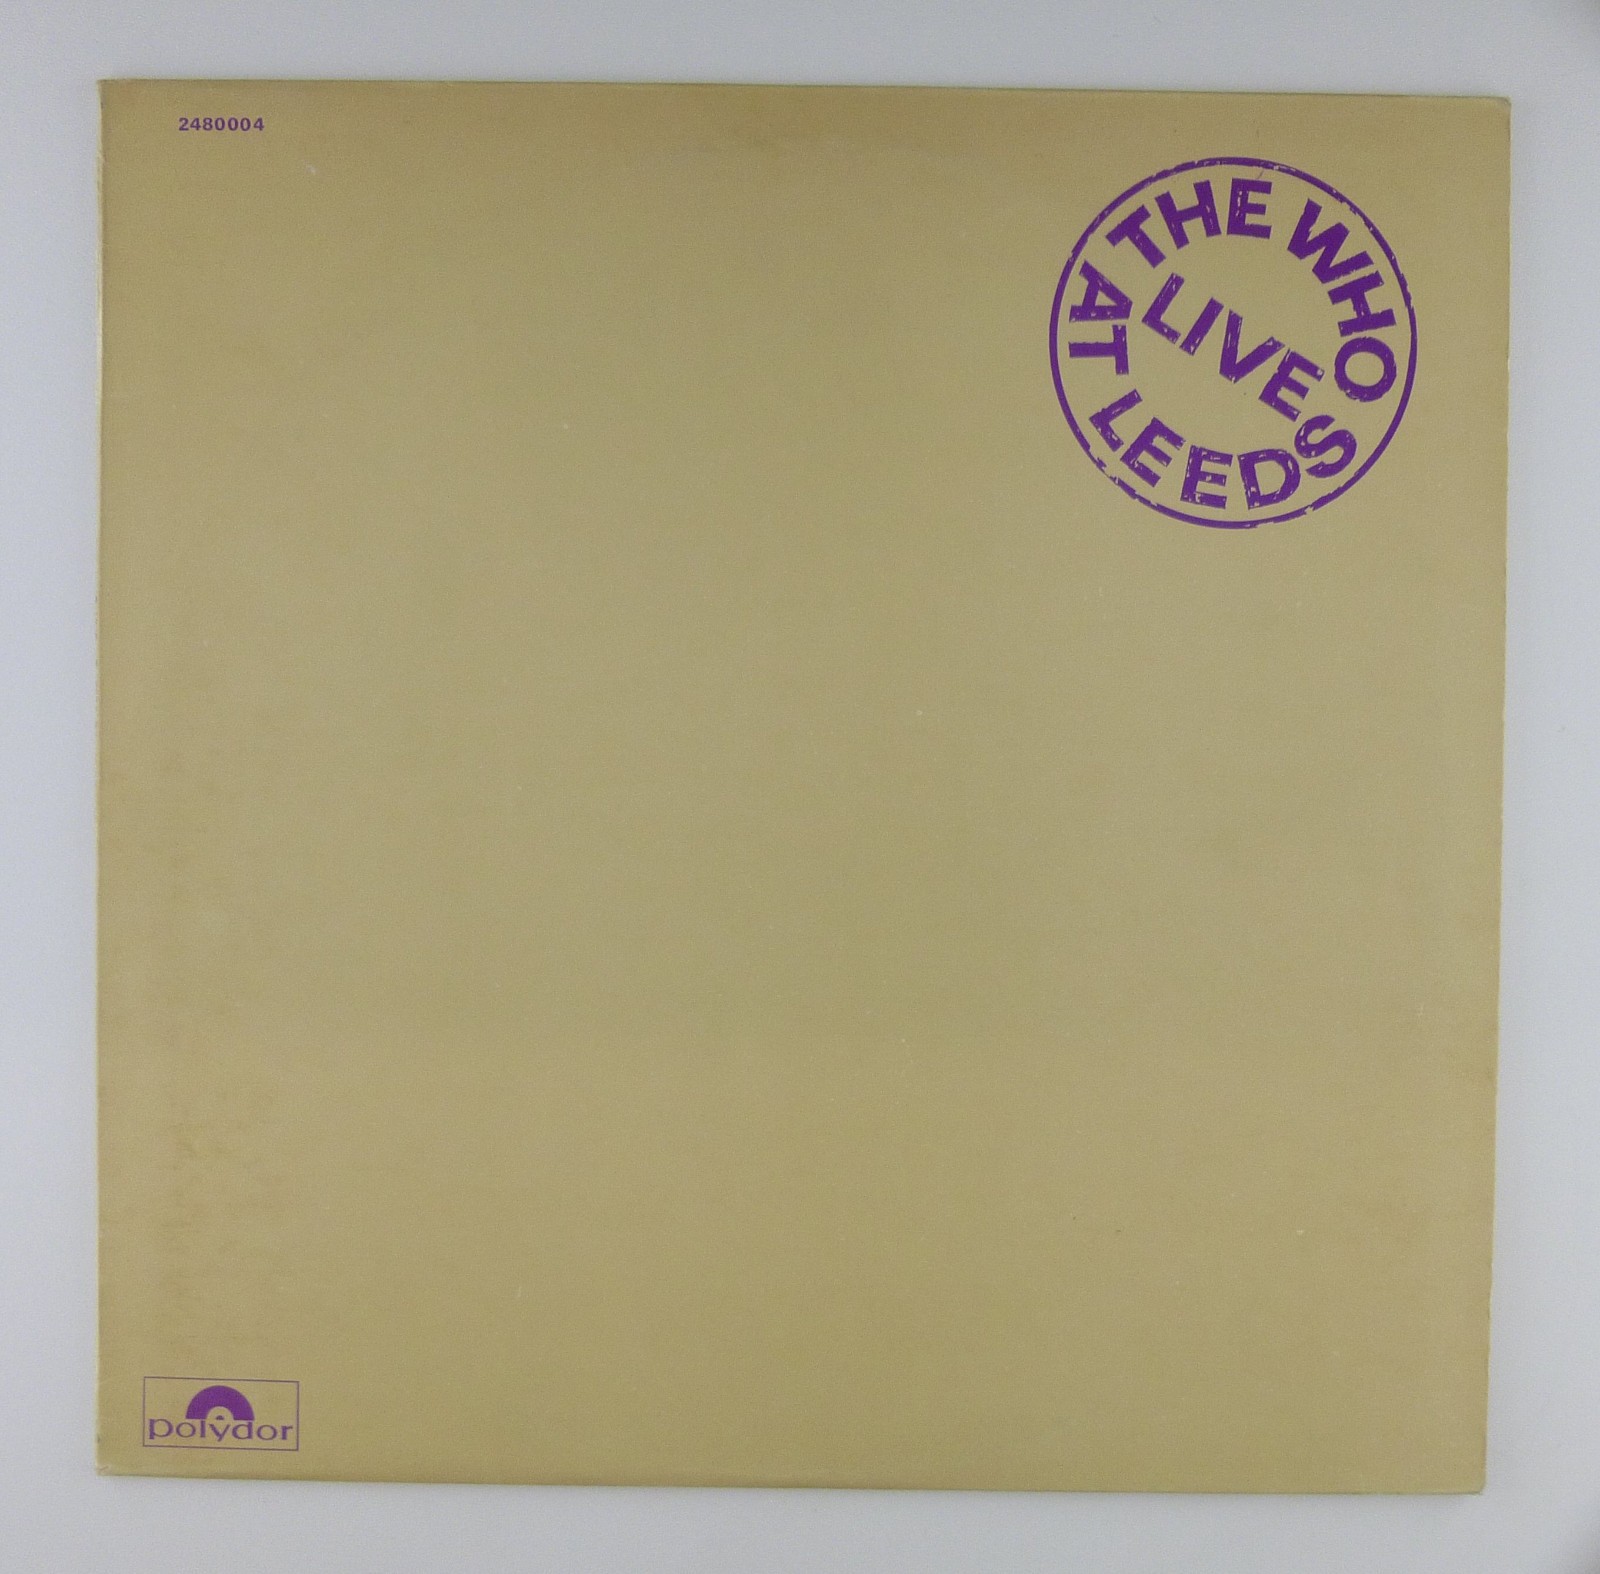 2480004
THE WHO
LIVE
AT LEEDS
polydor